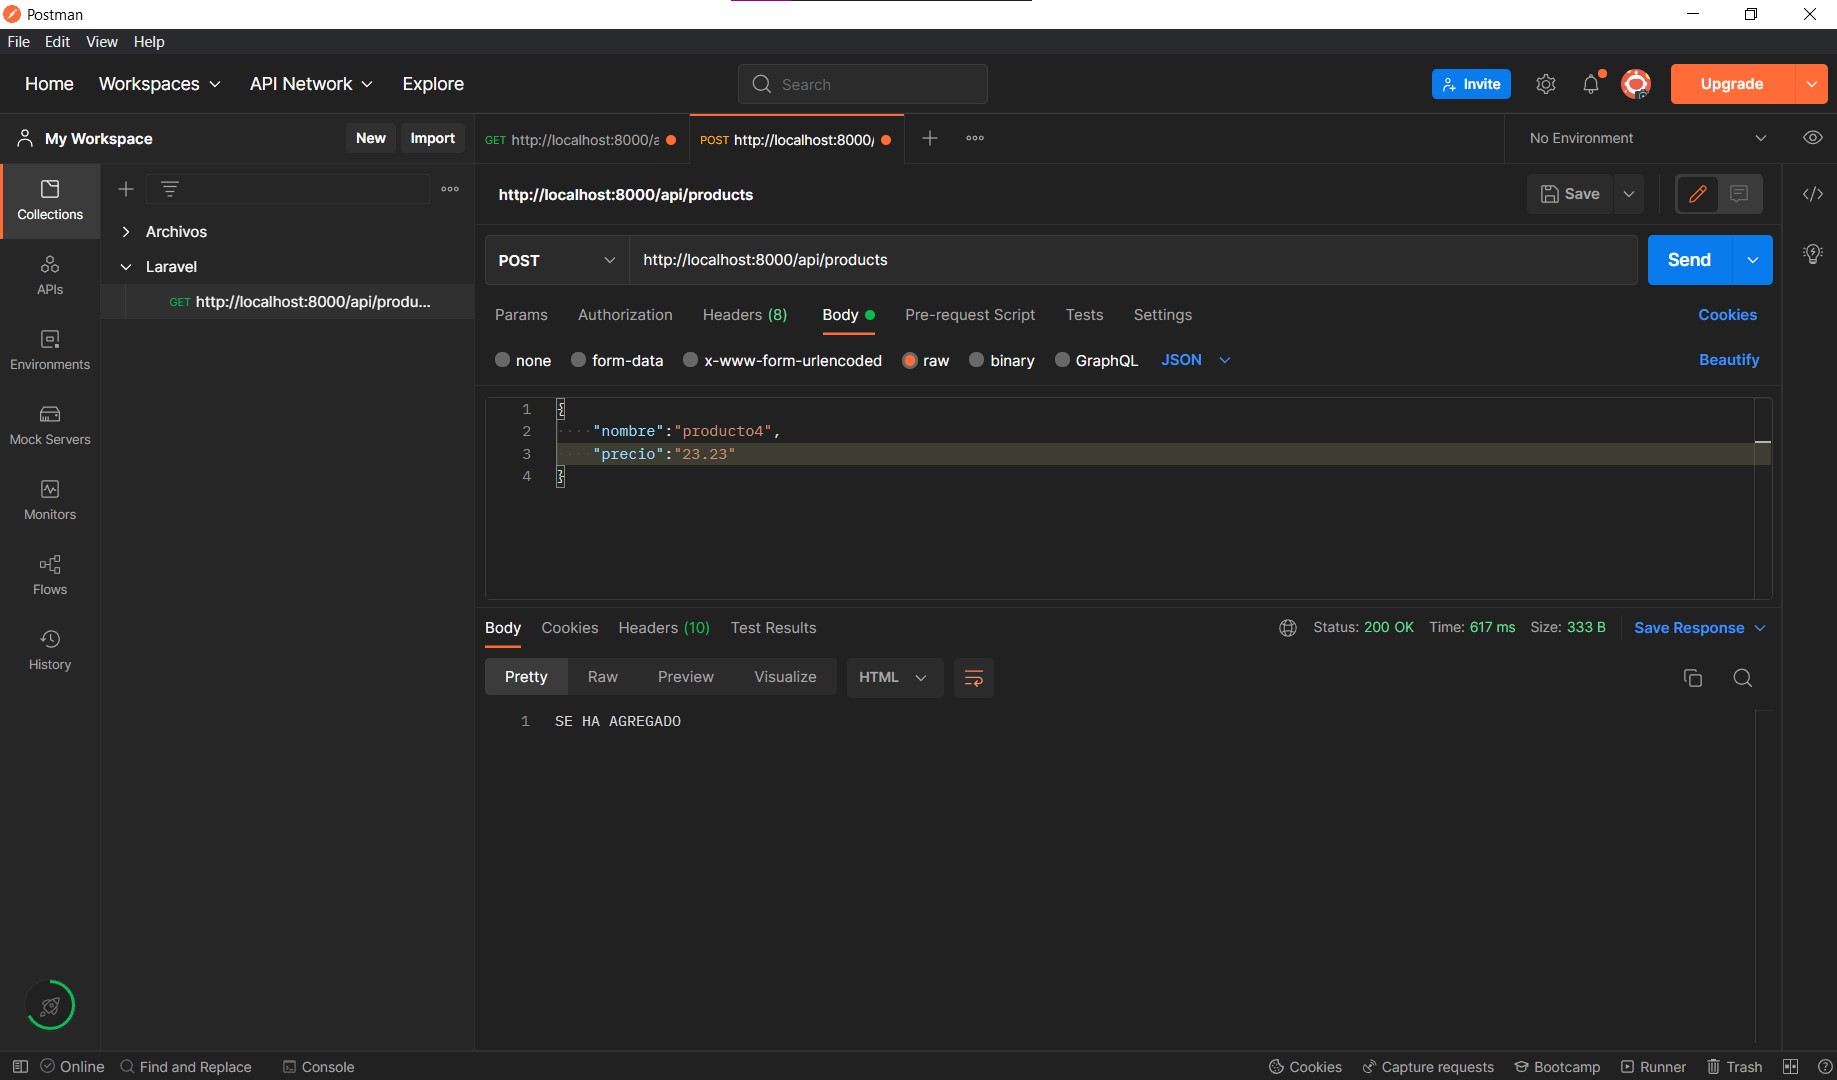 Postman
File Edit View Help
Home Workspaces API Network Explore Search Invite Upgrade
My Workspace New Import GET http://localhost:8000/a POST http://localhost:8000/ No Environment
Collections
APIs
Environments
Mock Servers
Monitors
Flows
History
Archivos
Laravel
GET http://localhost:8000/api/produ...
http://localhost:8000/api/products Save
POST http://localhost:8000/api/products Send
Params Authorization Headers (8) Body Pre-request Script Tests Settings Cookies
none form-data x-www-form-urlencoded raw binary GraphQL JSON Beautify
1 {
2 "nombre":"producto4",
3 "precio":"23.23"
4 }
Body Cookies Headers (10) Test Results Status: 200 OK Time: 617 ms Size: 333 B Save Response
Pretty Raw Preview Visualize HTML
1 SE HA AGREGADO
Online Find and Replace Console Cookies Capture requests Bootcamp Runner Trash